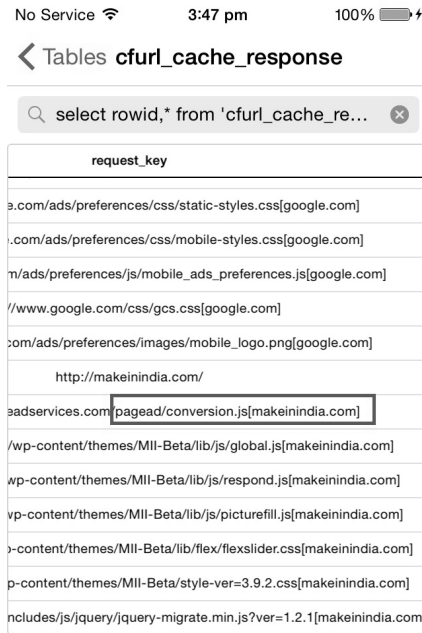 No Service 3:47 pm 100%
Tables cfurl_cache_response
select rowid,* from 'cfurl_cache_re...
request_key
e.com/ads/preferences/css/static-styles.css[google.com]
.com/ads/preferences/css/mobile-styles.css[google.com]
m/ads/preferences/js/mobile_ads_preferences.js[google.com]
//www.google.com/css/gcs.css[google.com]
com/ads/preferences/images/mobile_logo.png[google.com]
http://makeinindia.com/
eadservices.com/pagead/conversion.js[makeinindia.com]
/wp-content/themes/MII-Beta/lib/js/global.js[makeinindia.com]
wp-content/themes/MII-Beta/lib/js/respond.js[makeinindia.com]
vp-content/themes/MII-Beta/lib/js/picturefill.js[makeinindia.com]
-content/themes/MII-Beta/lib/flex/flexslider.css[makeinindia.com]
p-content/themes/MII-Beta/style-ver=3.9.2.css[makeinindia.com]
ncludes/js/jquery/jquery-migrate.min.js?ver=1.2.1[makeinindia.com